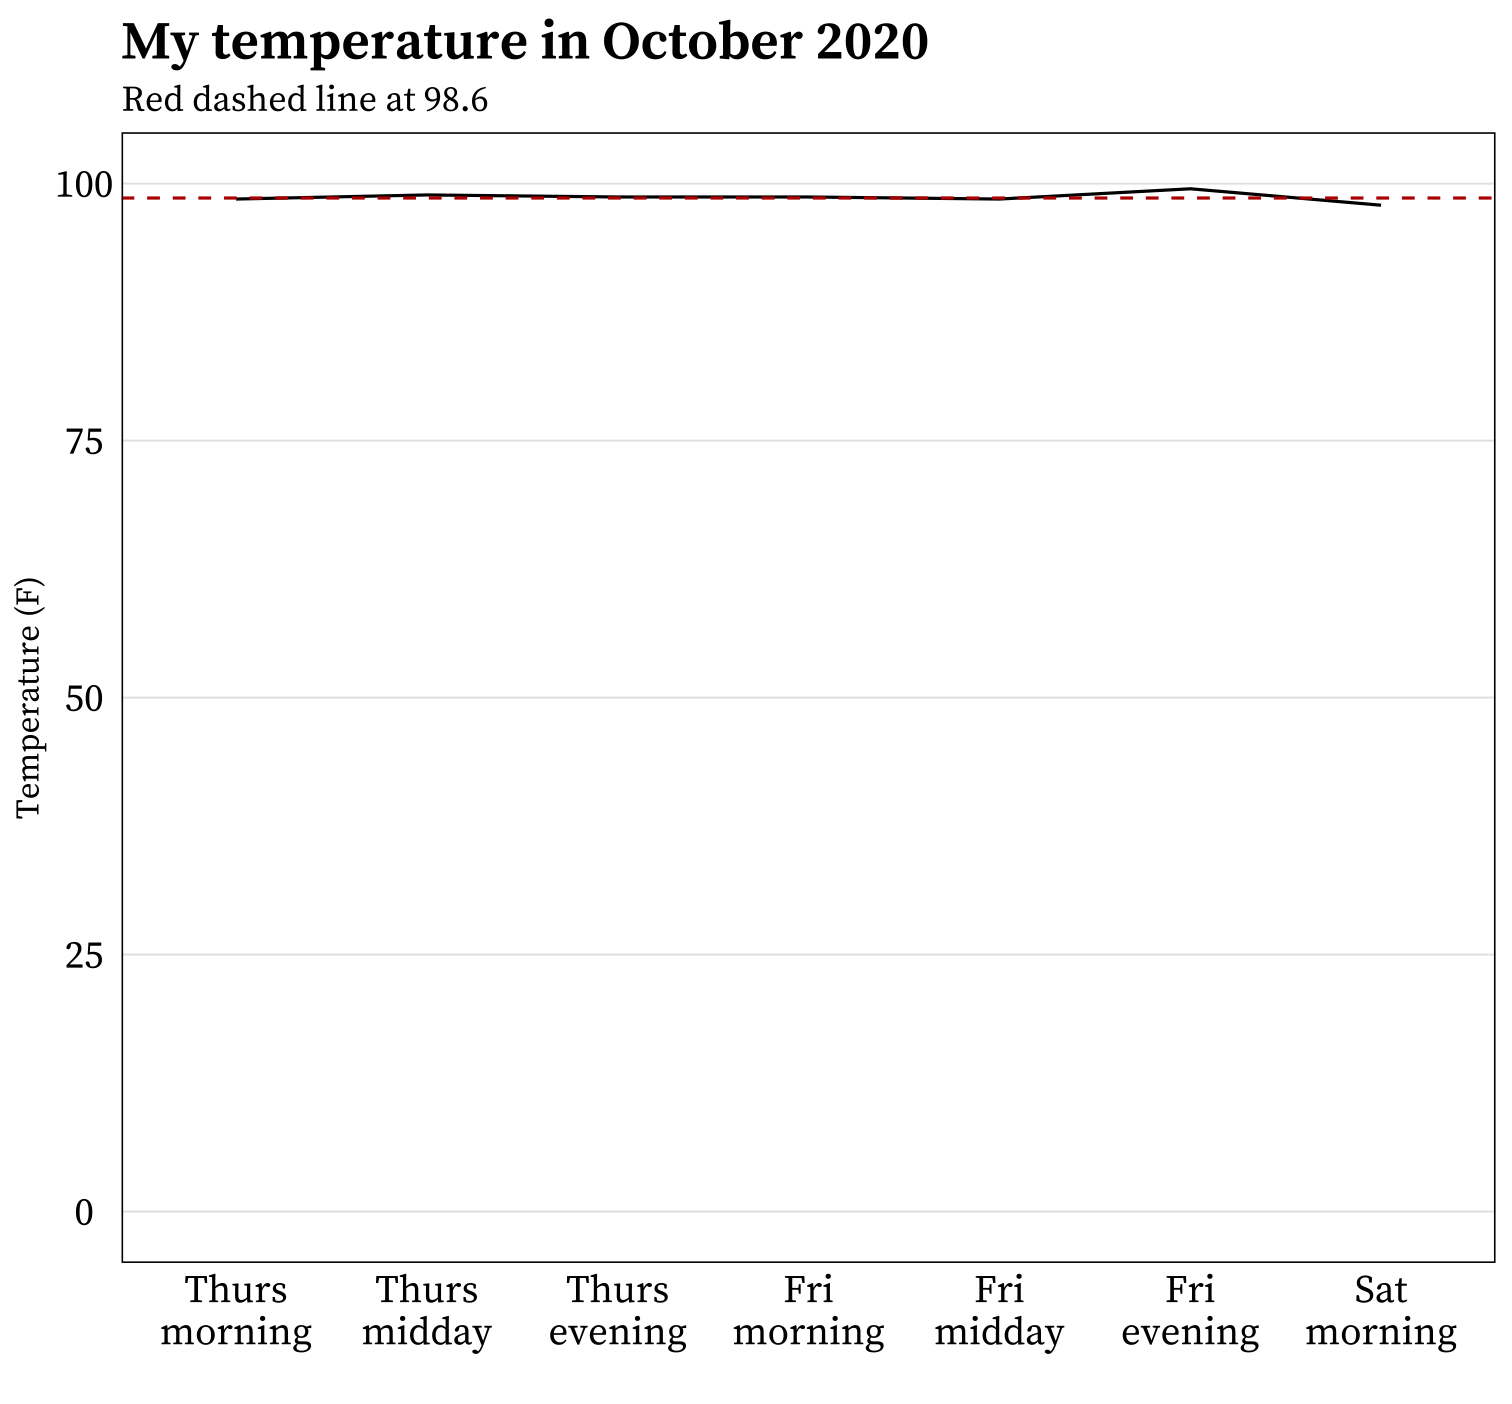 My temperature in October 2020
Red dashed line at 98.6
100
75
50
25
0
Temperature (F)
Thurs morning
Thurs midday
Thurs evening
Fri morning
Fri midday
Fri evening
Sat morning